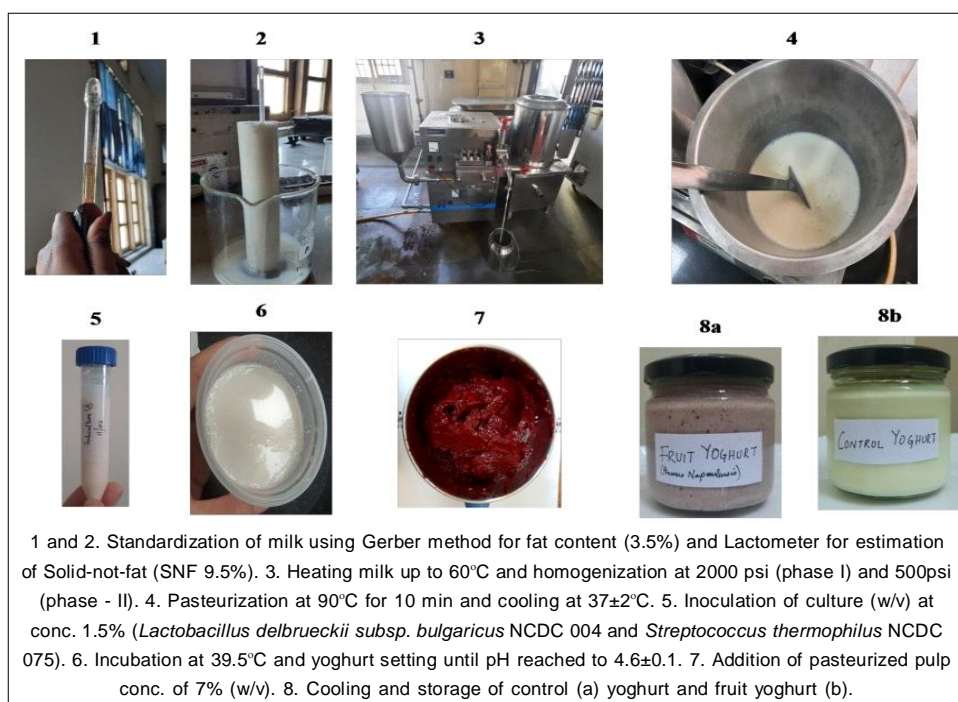 1
2
3
4
5
6
7
8a
8b
FRUIT YOGHURT
CONTROL YOGHURT
1 and 2. Standardization of milk using Gerber method for fat content (3.5%) and Lactometer for estimation
of Solid-not-fat (SNF 9.5%). 3. Heating milk up to 60°C and homogenization at 2000 psi (phase I) and 500psi
(phase - II). 4. Pasteurization at 90°C for 10 min and cooling at 37±2°C. 5. Inoculation of culture (w/v) at
conc. 1.5% (Lactobacillus delbrueckii subsp. bulgaricus NCDC 004 and Streptococcus thermophilus NCDC
075). 6. Incubation at 39.5°C and yoghurt setting until pH reached to 4.6±0.1. 7. Addition of pasteurized pulp
conc. of 7% (w/v). 8. Cooling and storage of control (a) yoghurt and fruit yoghurt (b).